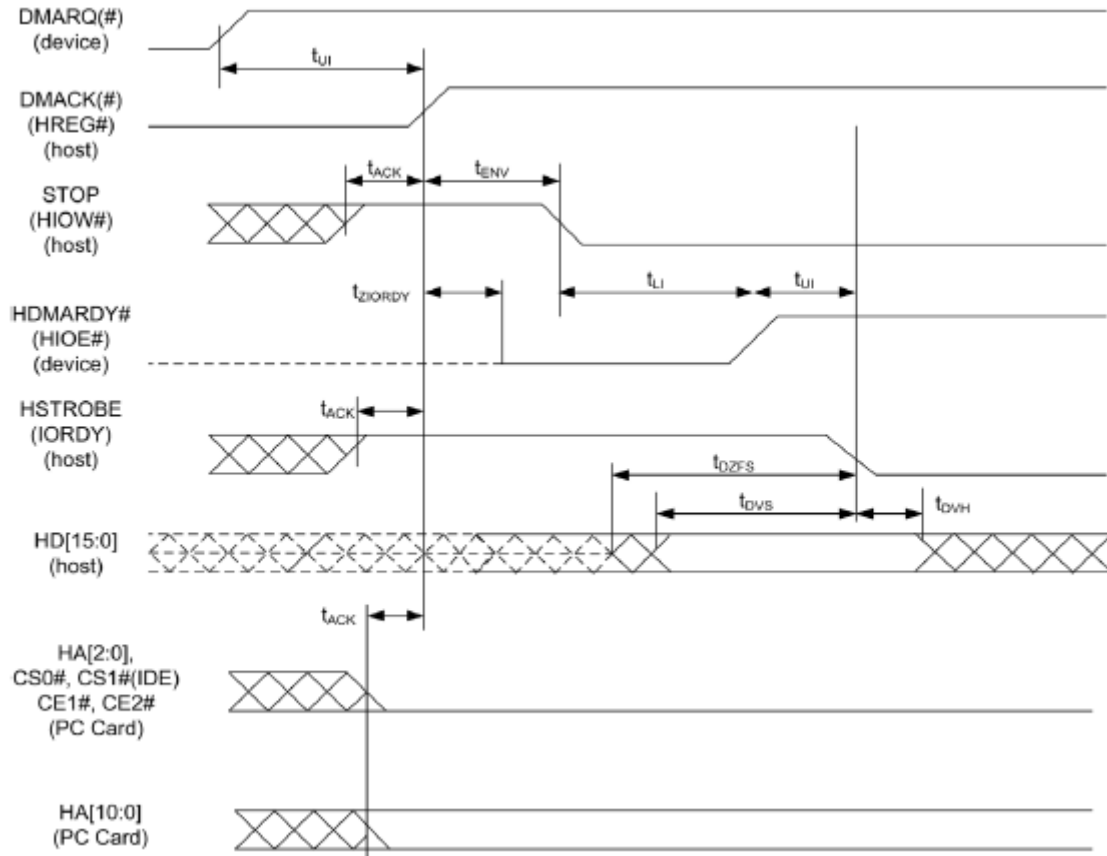 DMARQ(#)
(device)
tUI
DMACK(#)
(HREG#)
(host)
tACK
tENV
STOP
(HIOW#)
(host)
tZIORDY
tLI
tUI
HDMARDY#
(HIOE#)
(device)
HSTROBE
(IORDY)
(host)
tACK
tDZFS
tDVS
tDVH
HD[15:0]
(host)
tACK
HA[2:0],
CS0#, CS1#(IDE)
CE1#, CE2#
(PC Card)
HA[10:0]
(PC Card)